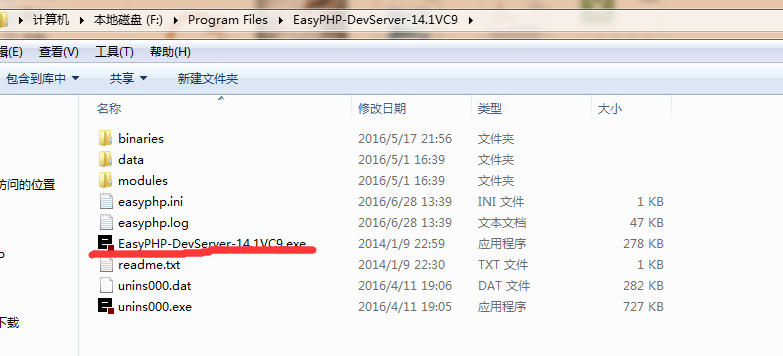 计算机 ▸ 本地磁盘 (F:) ▸ Program Files ▸ EasyPHP-DevServer-14.1VC9 ▸
辑(E) 查看(V) 工具(T) 帮助(H)
包含到库中 共享 新建文件夹
名称 修改日期 类型 大小
binaries 2016/5/17 21:56 文件夹
data 2016/5/1 16:39 文件夹
访问的位置
modules 2016/5/1 16:39 文件夹
easyphp.ini 2016/6/28 13:39 INI 文件 1 KB
easyphp.log 2016/6/28 13:39 文本文档 47 KB
EasyPHP-DevServer-14.1VC9.exe 2014/1/9 22:59 应用程序 278 KB
readme.txt 2014/1/9 22:30 TXT 文件 1 KB
unins000.dat 2016/4/11 19:06 DAT 文件 282 KB
unins000.exe 2016/4/11 19:05 应用程序 727 KB
下载